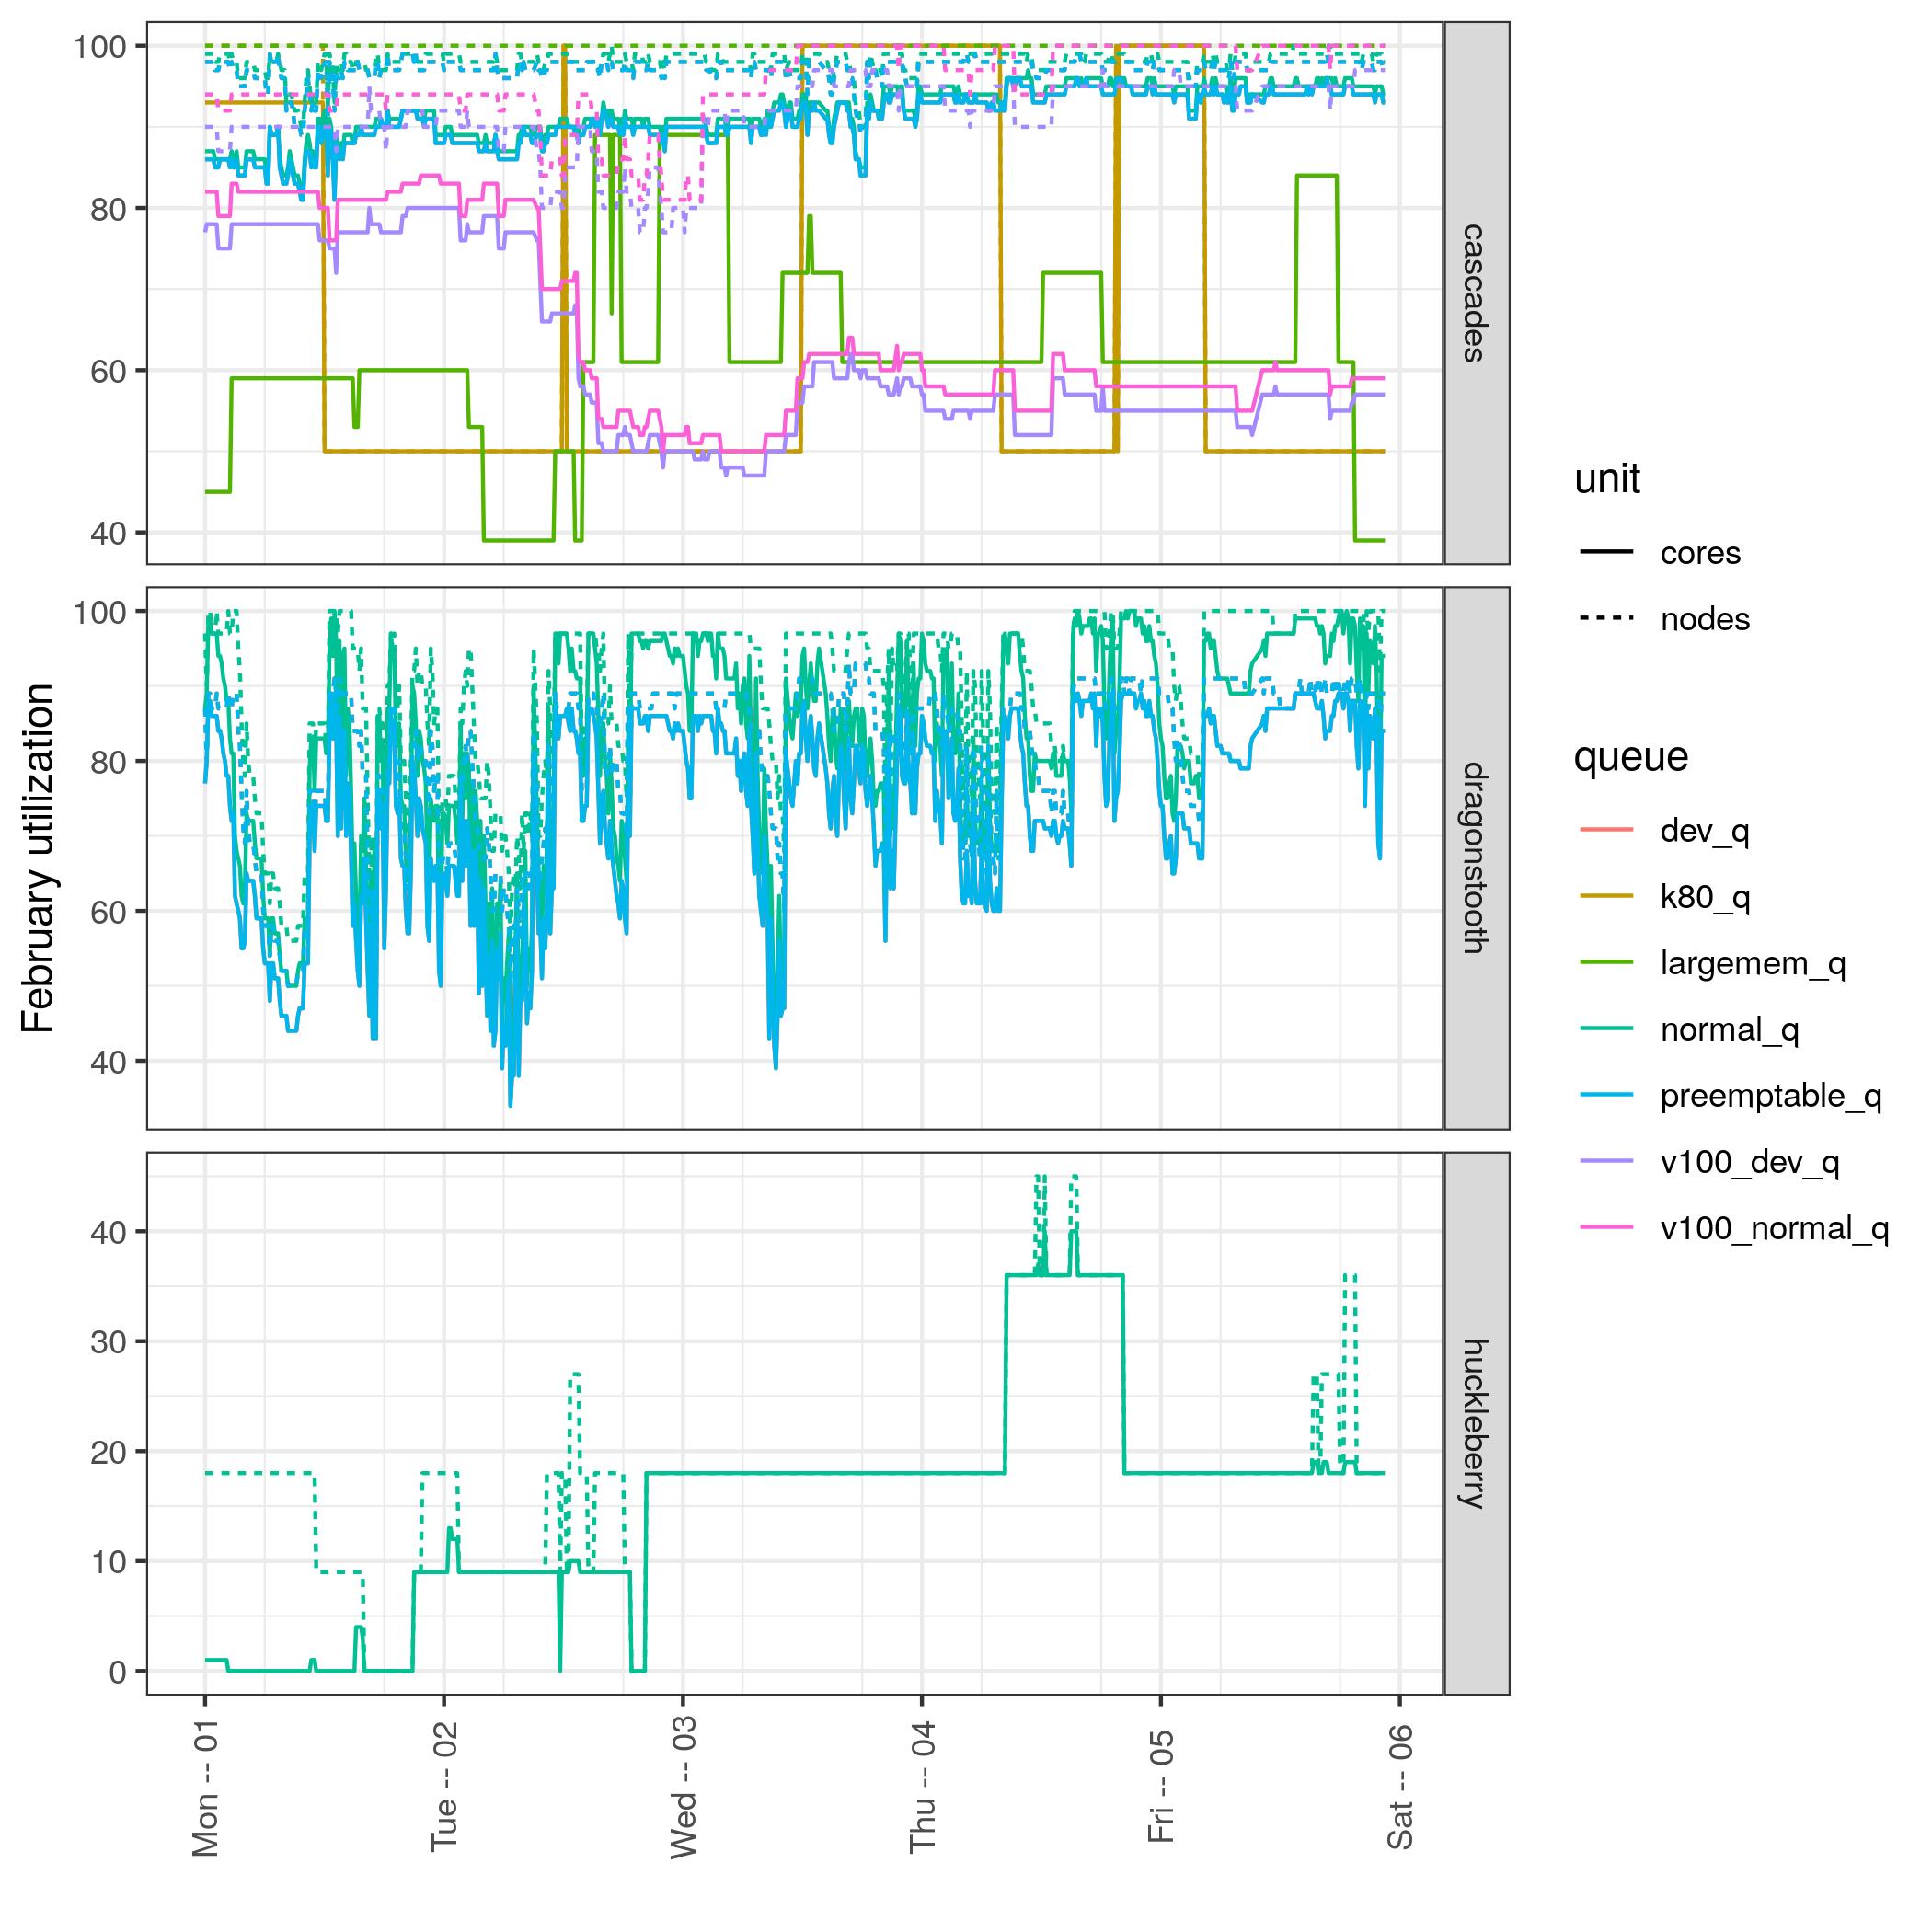 February utilization
100
80
60
40
cascades
100
80
60
40
dragonstooth
40
30
20
10
0
huckleberry
Mon -- 01
Tue -- 02
Wed -- 03
Thu -- 04
Fri -- 05
Sat -- 06
unit
cores
nodes
queue
dev_q
k80_q
largemem_q
normal_q
preemptable_q
v100_dev_q
v100_normal_q